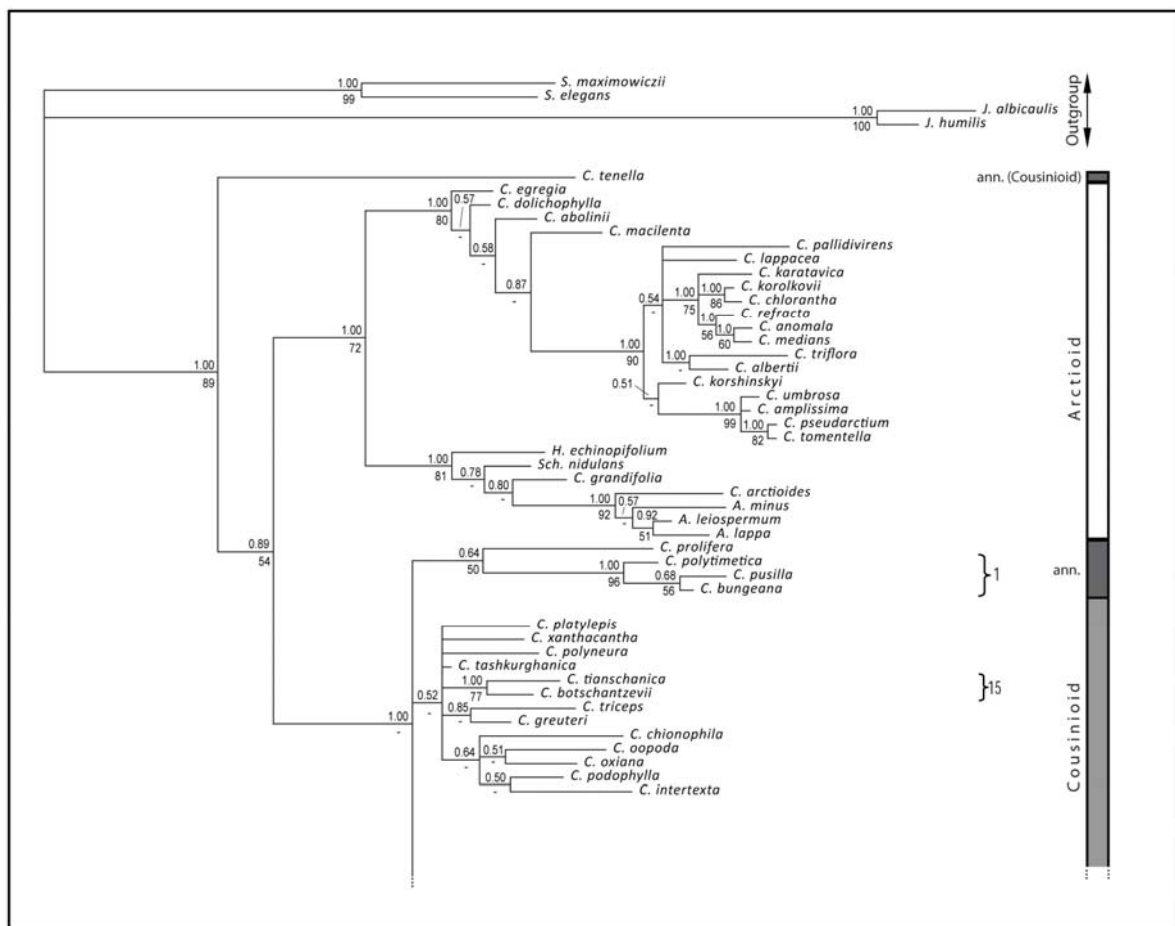 1.00
S. maximowiczii
99
S. elegans
1.00
J. albicaulis
100
J. humilis
Outgroup
C. tenella
ann. (Cousinioid)
1.00
0.57
C. egregia
80
-
C. dolichophylla
0.58
-
C. abolinii
0.87
-
C. macilenta
C. pallidivirens
C. lappacea
0.54
-
C. karatavica
1.00
75
1.00
86
C. korolkovii
C. chlorantha
1.0
56
C. refracta
1.0
60
C. anomala
C. medians
1.00
72
1.00
90
1.00
-
C. triflora
C. albertii
0.51
-
C. korshinskyi
C. umbrosa
1.00
99
C. amplissima
1.00
82
C. pseudarctium
C. tomentella
1.00
89
Arctioid
H. echinopifolium
1.00
81
0.78
-
Sch. nidulans
0.80
-
C. grandifolia
1.00
92
0.57
-
C. arctioides
A. minus
0.92
51
A. leiospermum
A. lappa
0.89
54
0.64
50
C. prolifera
1.00
96
C. polytimetica
0.68
56
C. pusilla
C. bungeana
1
ann.
C. platylepis
C. xanthacantha
C. polyneura
C. tashkurghanica
0.52
-
1.00
77
C. tianschanica
C. botschantzevii
15
0.85
-
C. triceps
C. greuteri
1.00
-
C. chionophila
0.64
-
0.51
-
C. oopoda
C. oxiana
0.50
-
C. podophylla
C. intertexta
Cousinioid